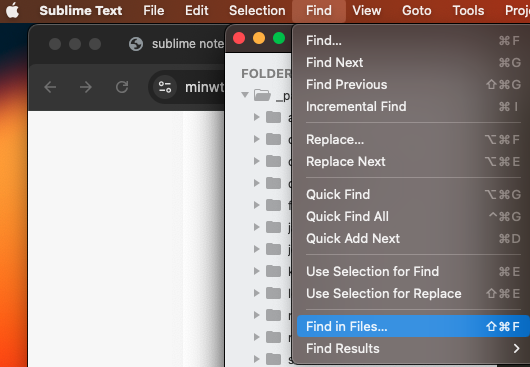 Sublime Text File Edit Selection Find View Goto Tools
sublime note
minwt
FOLDER
Find... ⌘F
Find Next ⌘G
Find Previous ⇧⌘G
Incremental Find ⌘I
Replace... ⌥⌘F
Replace Next ⌥⌘E
Quick Find ⌥⌘G
Quick Find All ^⌘G
Quick Add Next ⌘D
Use Selection for Find ⌘E
Use Selection for Replace ⇧⌘E
Find in Files... ⇧⌘F
Find Results